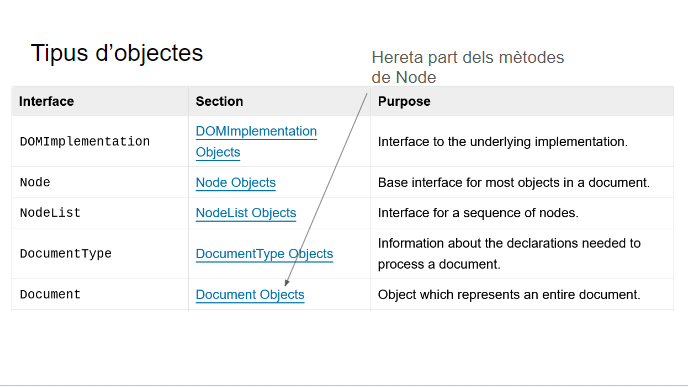 Tipus d'objectes
Hereta part dels mètodes
de Node
Interface Section Purpose
DOMImplementation DOMImplementation Objects Interface to the underlying implementation.
Node Node Objects Base interface for most objects in a document.
NodeList NodeList Objects Interface for a sequence of nodes.
DocumentType DocumentType Objects Information about the declarations needed to
process a document.
Document Document Objects Object which represents an entire document.